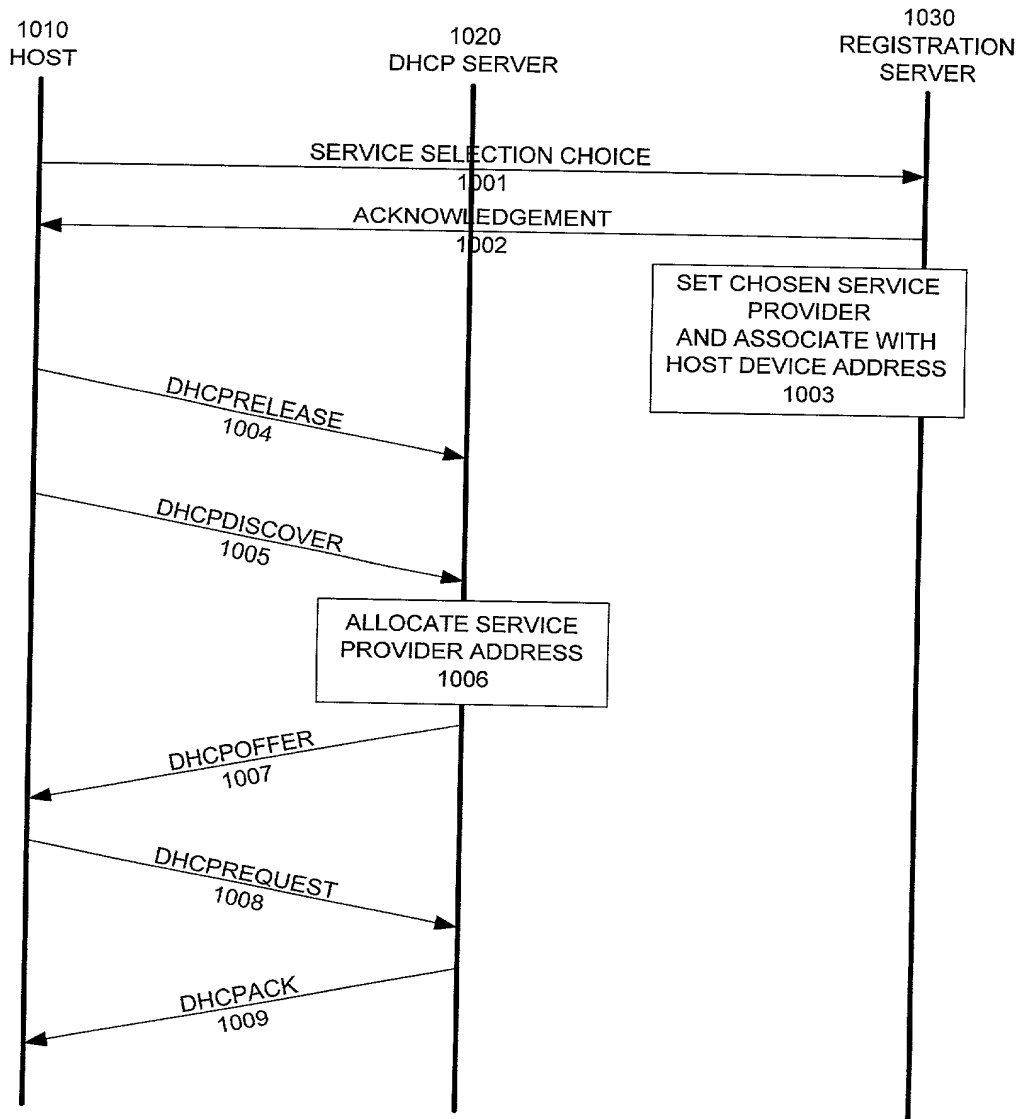 1010
HOST
1020
DHCP SERVER
1030
REGISTRATION
SERVER
SERVICE SELECTION CHOICE
1001
ACKNOWLEDGEMENT
1002
SET CHOSEN SERVICE
PROVIDER
AND ASSOCIATE WITH
HOST DEVICE ADDRESS
1003
DHCPRELEASE
1004
DHCPDISCOVER
1005
ALLOCATE SERVICE
PROVIDER ADDRESS
1006
DHCPOFFER
1007
DHCPREQUEST
1008
DHCPACK
1009